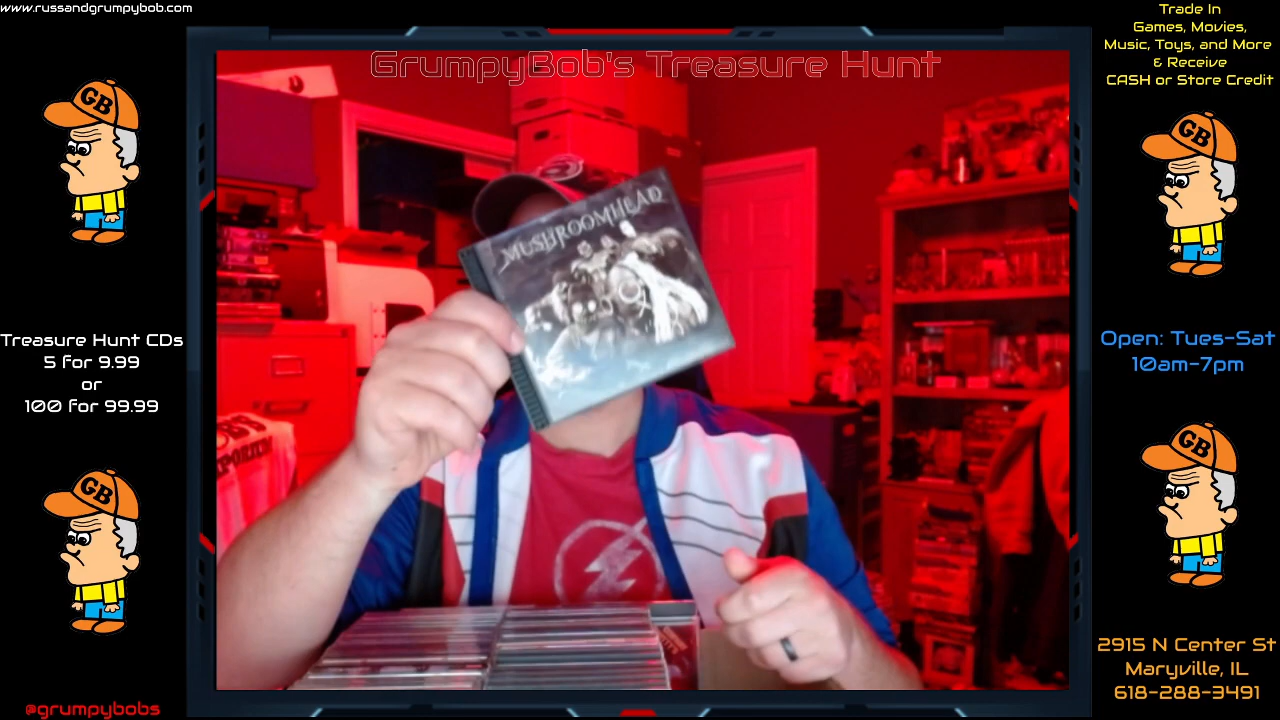 www.russandgrumpybob.com
GrumpyBob's Treasure Hunt
Trade In
Games, Movies,
Music, Toys, and More
& Receive
CASH or Store Credit
GB
GB
MUSHROOMHEAD
Treasure Hunt CDs
5 for 9.99
or
100 for 99.99
Open: Tues-Sat
10am-7pm
GB
GB
2915 N Center St
Maryville, IL
618-288-3491
@grumpybobs